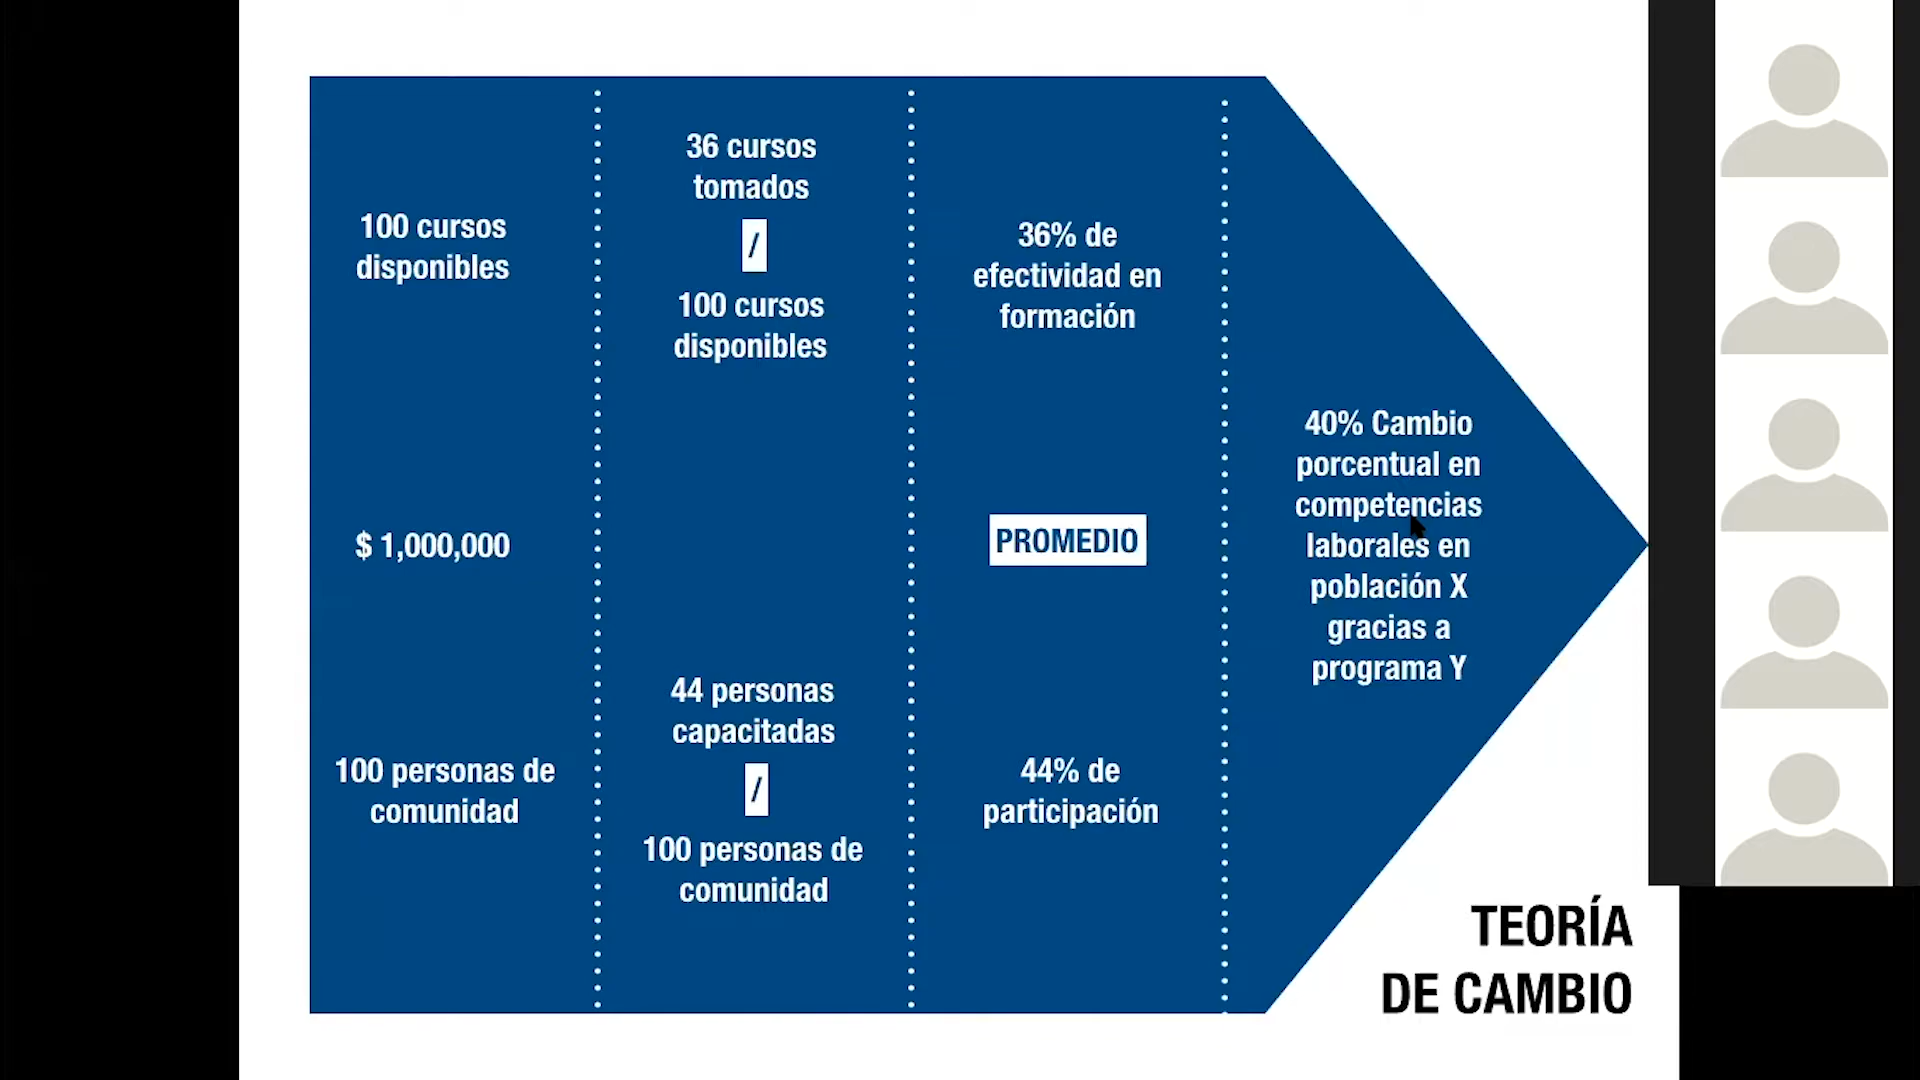 100 cursos
disponibles
$ 1,000,000
100 personas de
comunidad
36 cursos
tomados
/
100 cursos
disponibles
44 personas
capacitadas
/
100 personas de
comunidad
36% de
efectividad en
formación
PROMEDIO
44% de
participación
40% Cambio
porcentual en
competencias
laborales en
población X
gracias a
programa Y
TEORÍA
DE CAMBIO